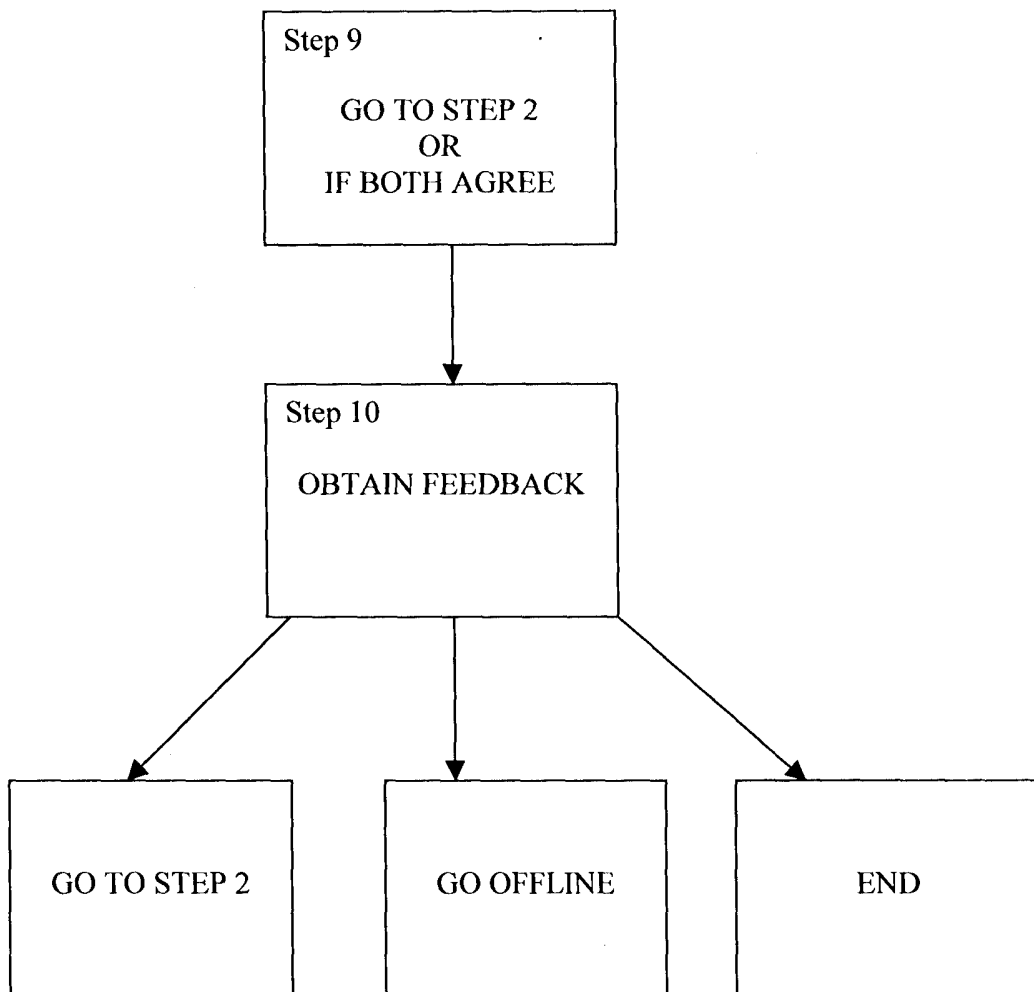 Step 9
GO TO STEP 2
OR
IF BOTH AGREE
Step 10
OBTAIN FEEDBACK
GO TO STEP 2
GO OFFLINE
END